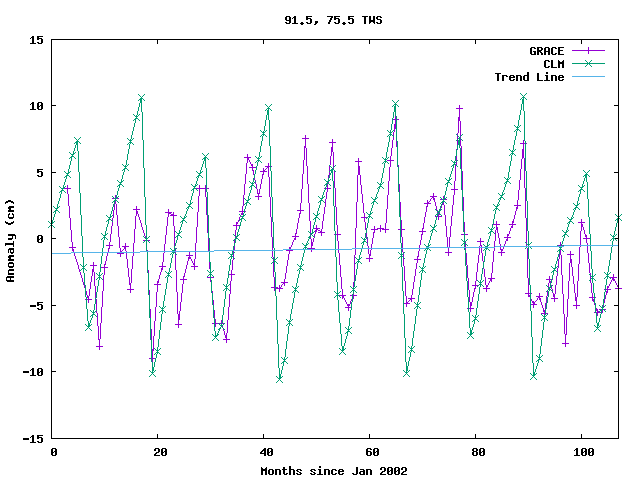 91.5, 75.5 TWS
GRACE
CLM
Trend Line
15
10
5
0
-5
-10
-15
Anomaly (cm)
0 20 40 60 80 100
Months since Jan 2002